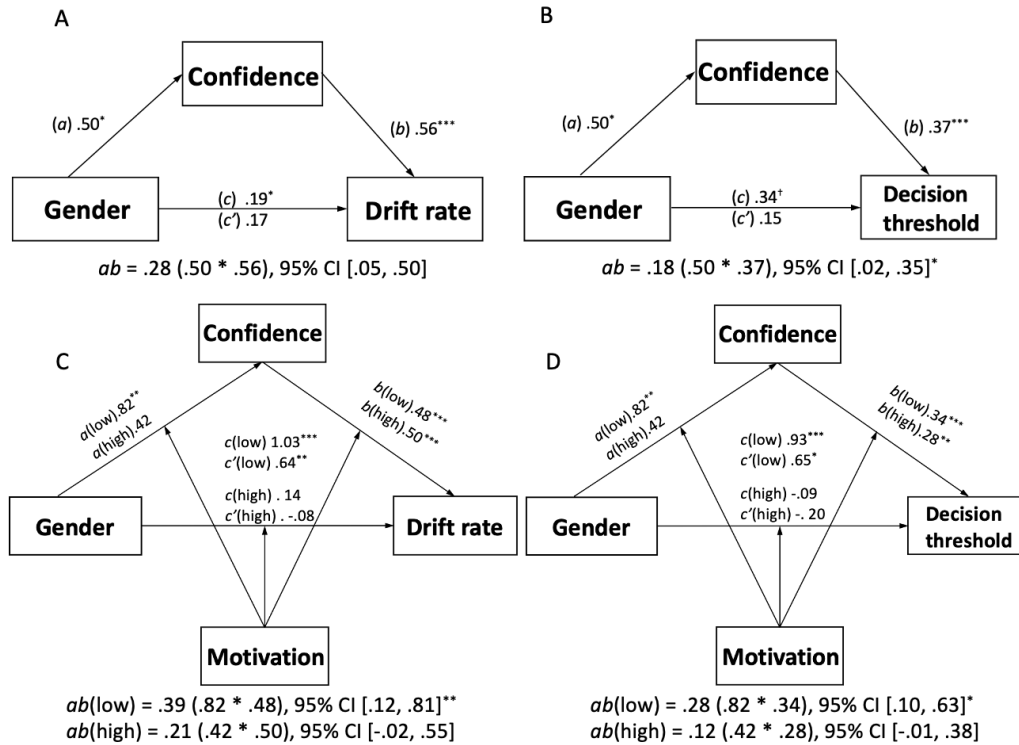 A
Confidence
(a) .50*
(b) .56***
Gender
(c) .19*
(c’) .17
Drift rate
ab = .28 (.50 * .56), 95% CI [.05, .50]
B
Confidence
(a) .50*
(b) .37***
Gender
(c) .34†
(c’) .15
Decision
threshold
ab = .18 (.50 * .37), 95% CI [.02, .35]*
C
Confidence
a(low).82**
a(high).42
b(low).48***
b(high).50***
c(low) 1.03***
c’(low) .64**
c(high) . 14
c’(high) . -.08
Gender
Drift rate
Motivation
ab(low) = .39 (.82 * .48), 95% CI [.12, .81]**
ab(high) = .21 (.42 * .50), 95% CI [-.02, .55]
D
Confidence
a(low).82**
a(high).42
b(low).34***
b(high).28**
c(low) .93***
c’(low) .65*
c(high) -.09
c’(high) -. 20
Gender
Decision
threshold
Motivation
ab(low) = .28 (.82 * .34), 95% CI [.10, .63]*
ab(high) = .12 (.42 * .28), 95% CI [-.01, .38]